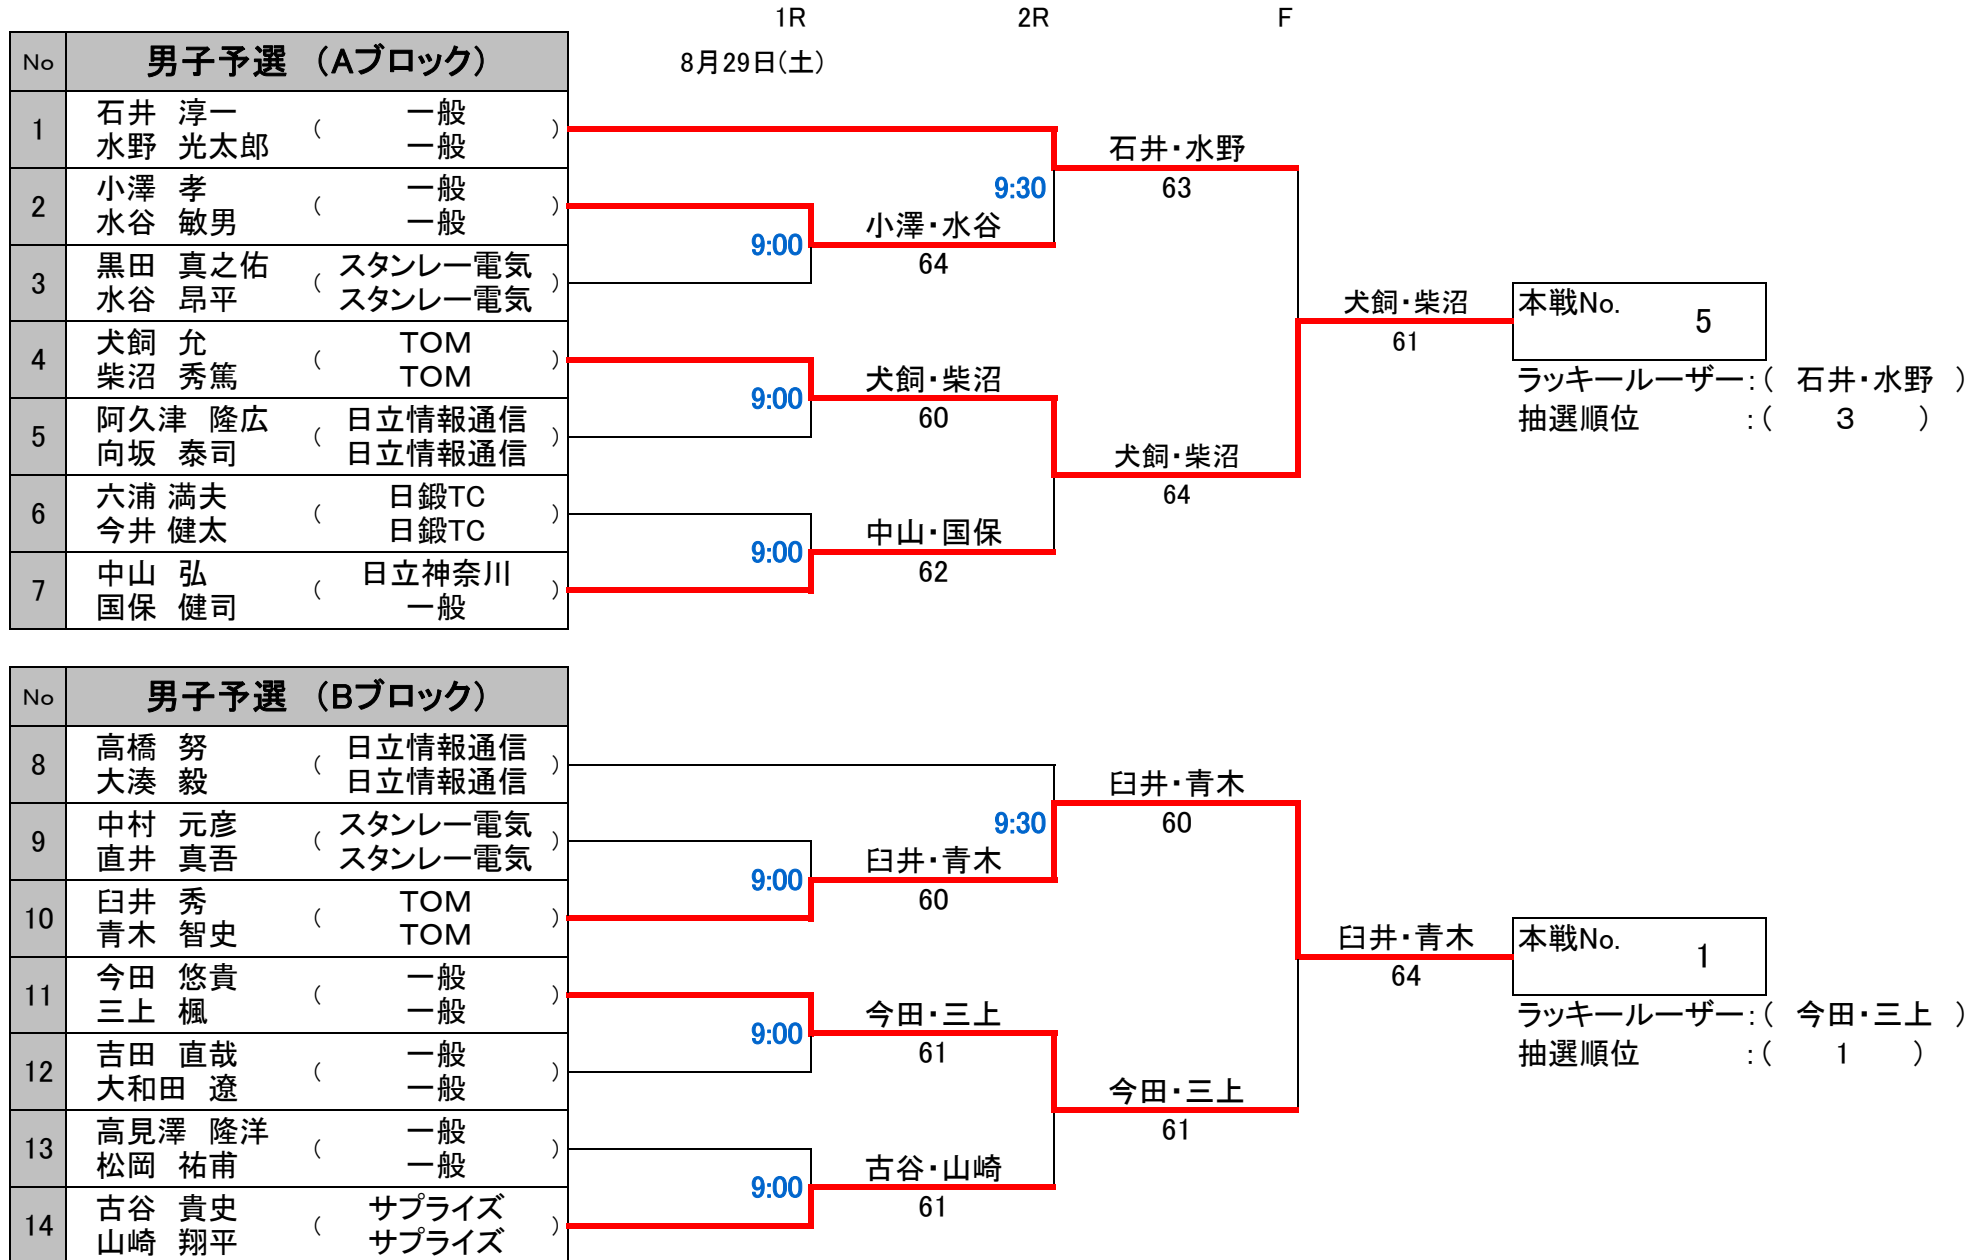 1R 2R F
No 男子予選 (Aブロック) 8月29日(土)
1 石井 淳一 ( 一般 )
水野 光太郎 一般
石井・水野
2 小澤 孝 ( 一般 ) 9:30 63
水谷 敏男 一般
小澤・水谷
9:00 64
3 黒田 真之佑 ( スタンレー電気 )
水谷 昂平 スタンレー電気
犬飼・柴沼 本戦No. 5
61
4 犬飼 允 ( TOM )
柴沼 秀篤 TOM
犬飼・柴沼 ラッキールーザー:( 石井・水野 )
9:00 60 抽選順位 :( 3 )
5 阿久津 隆広 ( 日立情報通信 )
向坂 泰司 日立情報通信
犬飼・柴沼
64
6 六浦 満夫 ( 日鍛TC )
今井 健太 日鍛TC
中山・国保
9:00 62
7 中山 弘 ( 日立神奈川 )
国保 健司 一般
No 男子予選 (Bブロック)
8 高橋 努 ( 日立情報通信 )
大湊 毅 日立情報通信
臼井・青木
9:30 60
9 中村 元彦 ( スタンレー電気 )
直井 真吾 スタンレー電気
臼井・青木
9:00 60
10 臼井 秀 ( TOM )
青木 智史 TOM
臼井・青木 本戦No. 1
64
11 今田 悠貴 ( 一般 )
三上 楓 一般
今田・三上 ラッキールーザー:( 今田・三上 )
9:00 61 抽選順位 :( 1 )
12 吉田 直哉 ( 一般 )
大和田 遼 一般
今田・三上
61
13 高見澤 隆洋 ( 一般 )
松岡 祐甫 一般
古谷・山崎
9:00 61
14 古谷 貴史 ( サプライズ )
山崎 翔平 サプライズ